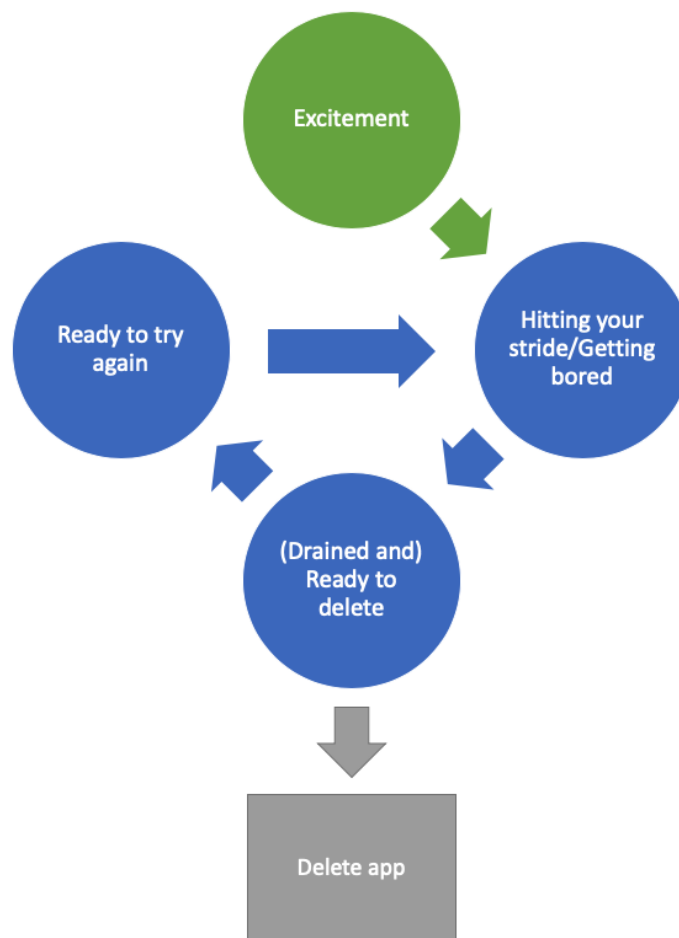 Excitement
Ready to try
again
Hitting your
stride/Getting
bored
(Drained and)
Ready to
delete
Delete app